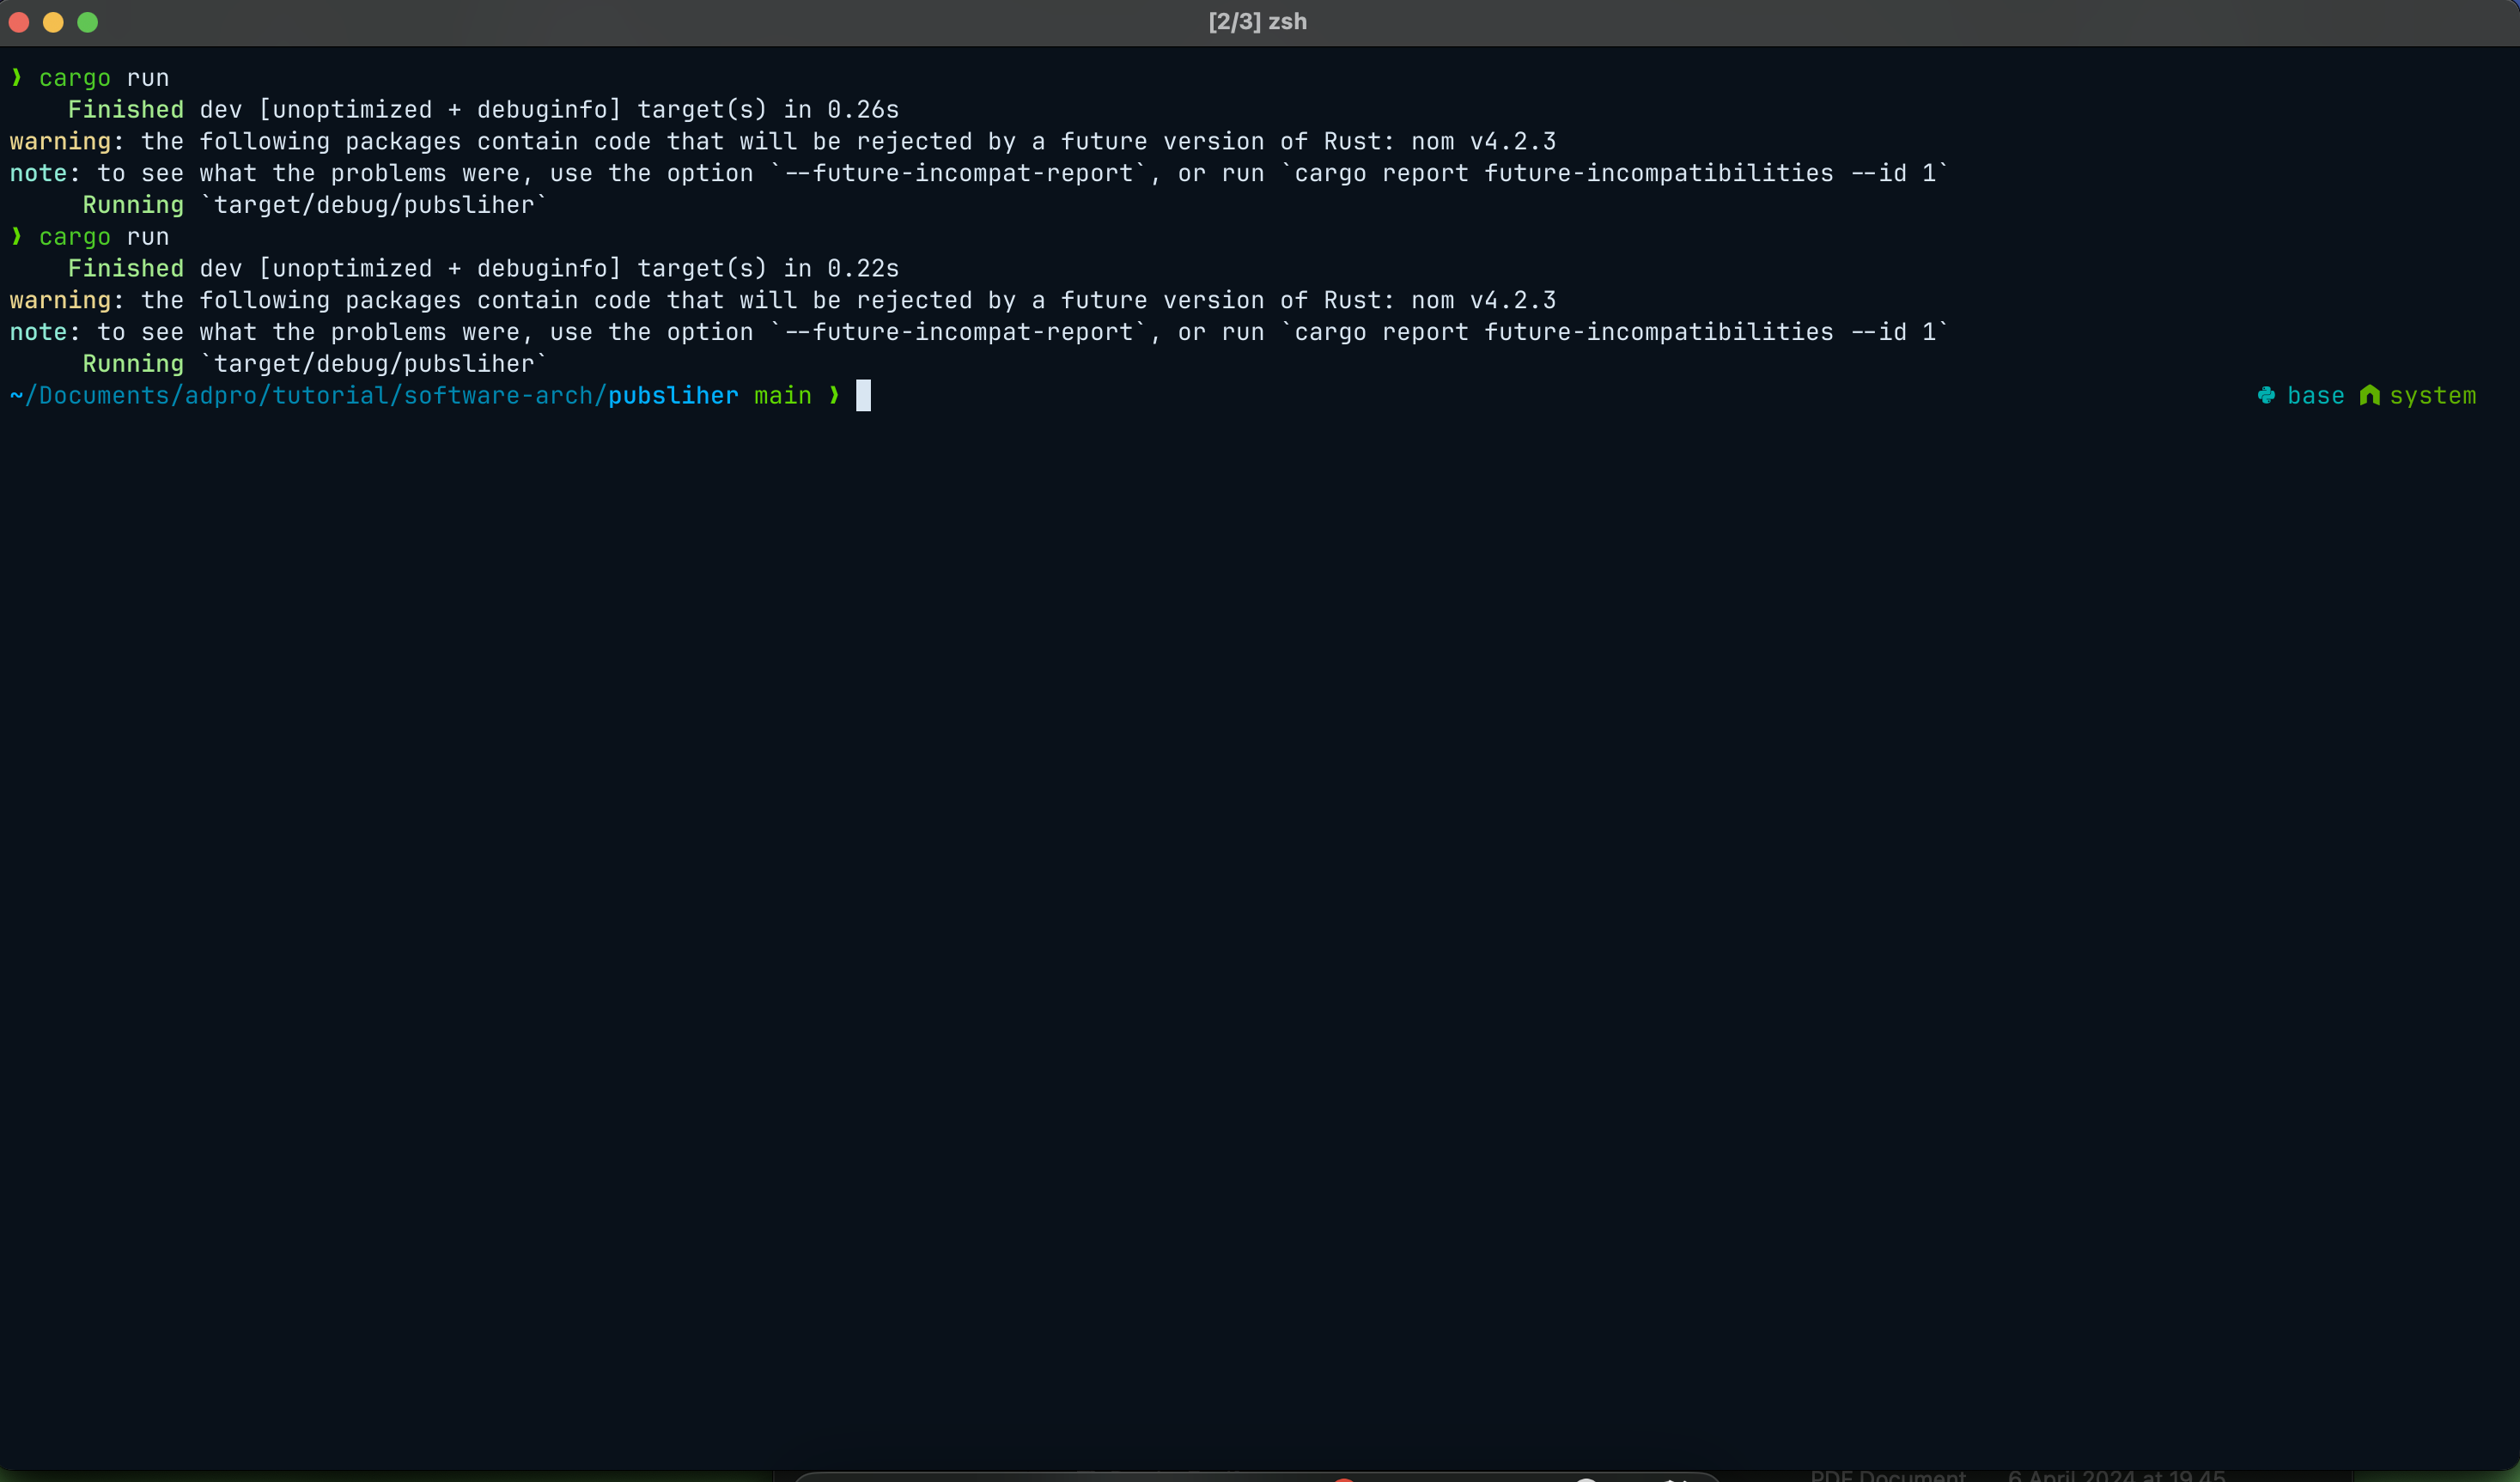 [2/3] zsh
❯ cargo run
    Finished dev [unoptimized + debuginfo] target(s) in 0.26s
warning: the following packages contain code that will be rejected by a future version of Rust: nom v4.2.3
note: to see what the problems were, use the option `--future-incompat-report`, or run `cargo report future-incompatibilities --id 1`
     Running `target/debug/pubsliher`
❯ cargo run
    Finished dev [unoptimized + debuginfo] target(s) in 0.22s
warning: the following packages contain code that will be rejected by a future version of Rust: nom v4.2.3
note: to see what the problems were, use the option `--future-incompat-report`, or run `cargo report future-incompatibilities --id 1`
     Running `target/debug/pubsliher`
~/Documents/adpro/tutorial/software-arch/pubsliher main ❯ base system
PDF Document 6 April 2024 at 19.45